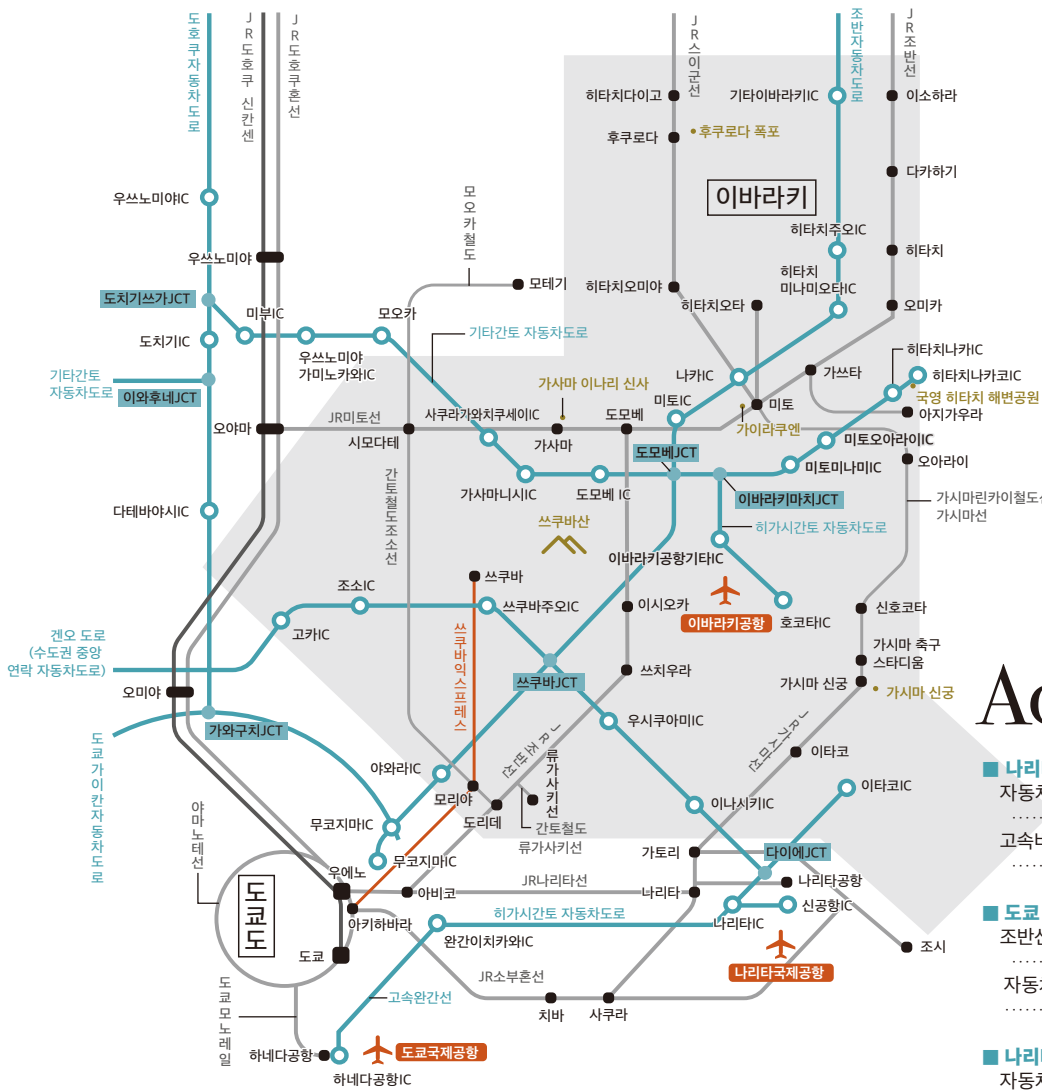 도호쿠자동차도로
JR도호쿠 신칸센
JR도호쿠혼선
JR스이군선
조반자동차도로
JR조반선
히타치다이고
기타이바라키IC
이소하라
후쿠로다
후쿠로다 폭포
다카하기
우쓰노미야IC
모오카철도
이바라키
히타치주오IC
히타치
우쓰노미야
히타치
미나미오타IC
모테기
히타치오미야
도치기쓰가JCT
히타치오타
오미카
미부IC
모오카
도치기IC
기타간토 자동차도로
히타치나카IC
우쓰노미야
가미노카와IC
나카IC
가쓰타
히타치나카코IC
기타간토
자동차도로
이와후네JCT
가사마 이나리 신사
국영 히타치 해변공원
미토IC
미토
아지가우라
JR미토선
사쿠라가와치쿠세이IC
도모베
오야마
가이라쿠엔
시모다테
가사마
도모베JCT
미토오아라이IC
오아라이
미토미나미IC
간토철도조소선
가사마니시IC
도모베 IC
이바라키마치JCT
가시마린카이철도선
가시마선
다테바야시IC
쓰쿠바산
히가시간토 자동차도로
이바라키공항기타IC
쓰쿠바
조소IC
쓰쿠바주오IC
이시오카
호코타IC
신호코타
이바라키공항
고카IC
겐오 도로
(수도권 중앙
연락 자동차도로)
쓰쿠바익스프레스
가시마 축구
스타디움
쓰치우라
가시마 신궁
가시마 신궁
오미야
쓰쿠바JCT
우시쿠아미IC
가와구치JCT
도쿄가이칸자동차도로
JR조반선
JR가시마선
류가사키선
이타코
야와라IC
이타코IC
모리야
이나시키IC
도리데
야마노테선
무코지마IC
간토철도
류가사키선
무코지마IC
가토리
다이에JCT
우에노
JR나리타선
나리타공항
도쿄도
아비코
나리타
아키하바라
히가시간토 자동차도로
신공항IC
나리타IC
완간이치카와IC
조시
도쿄
나리타국제공항
JR소부혼선
도쿄모노레일
고속완간선
치바
사쿠라
하네다공항
도쿄국제공항
하네다공항IC
■ 도쿄
조반선